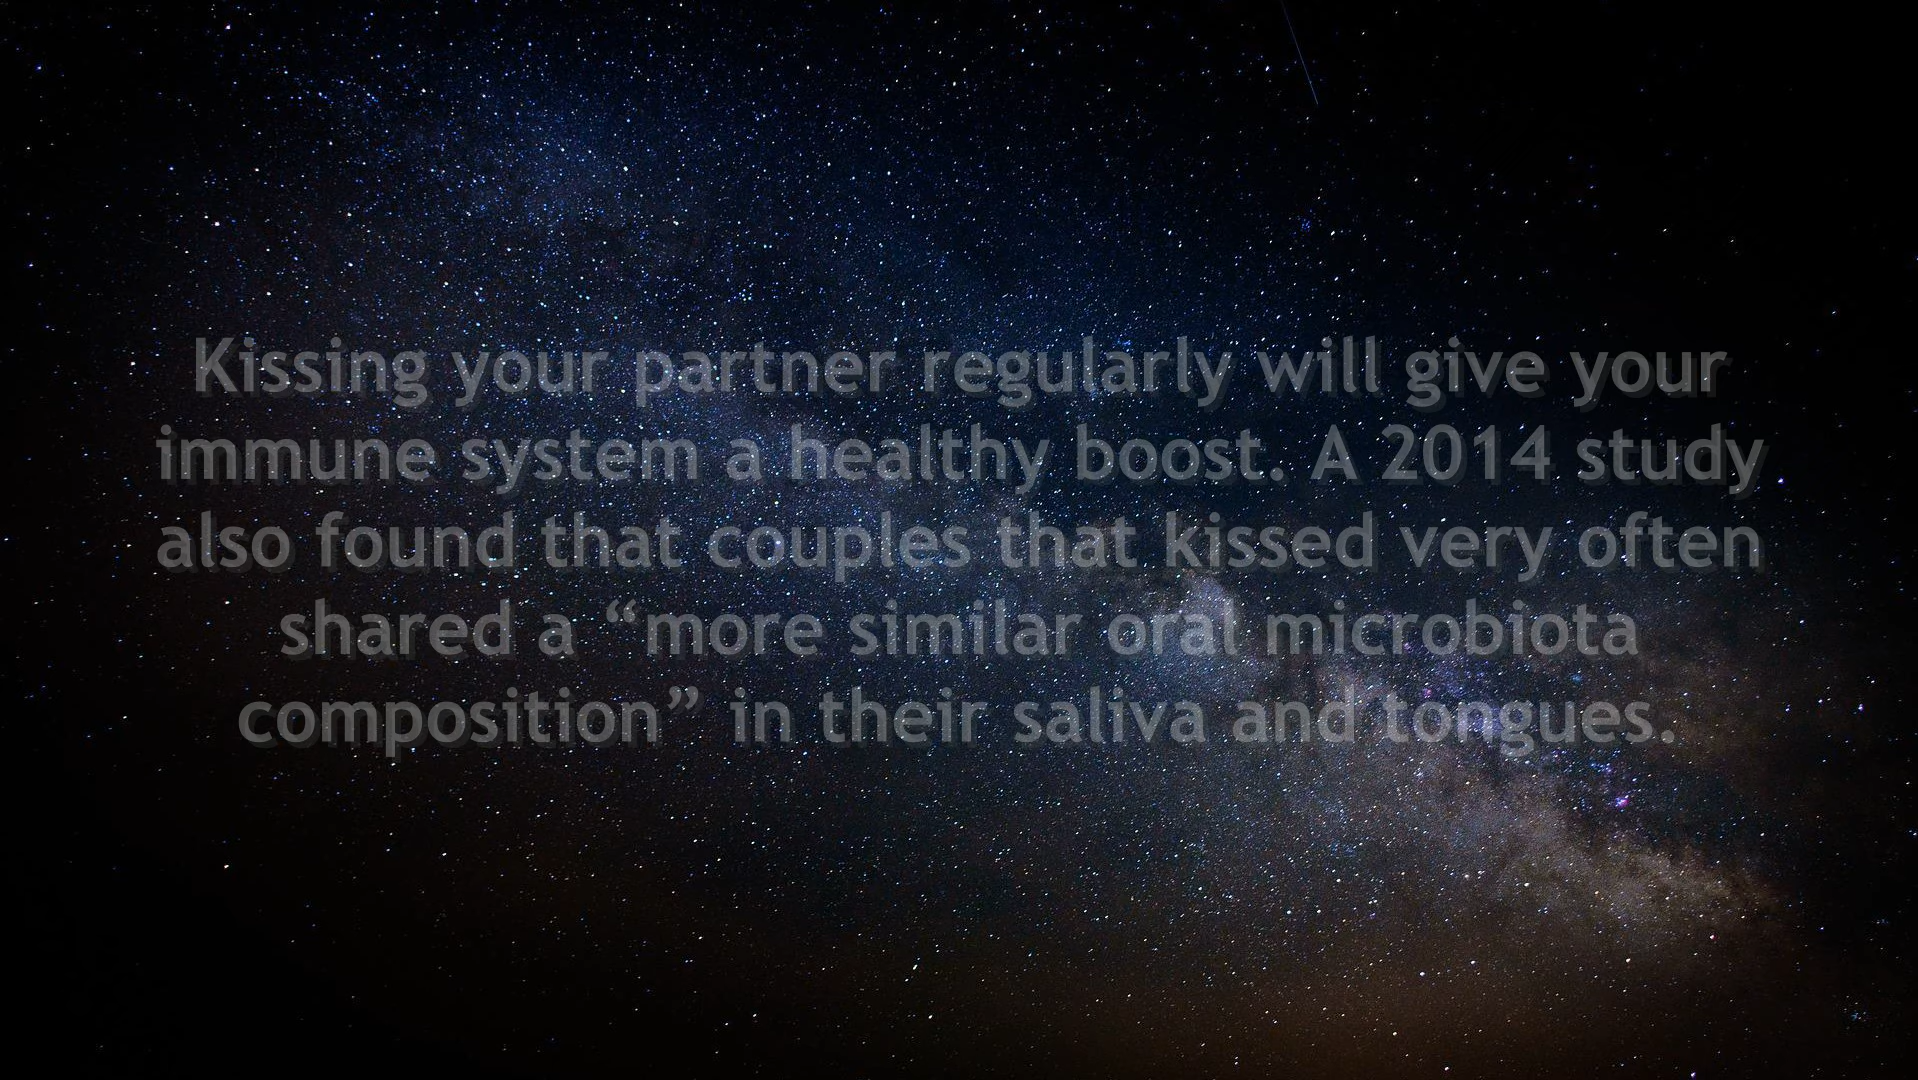 Kissing your partner regularly will give your
immune system a healthy boost. A 2014 study
also found that couples that kissed very often
shared a “more similar oral microbiota
composition” in their saliva and tongues.